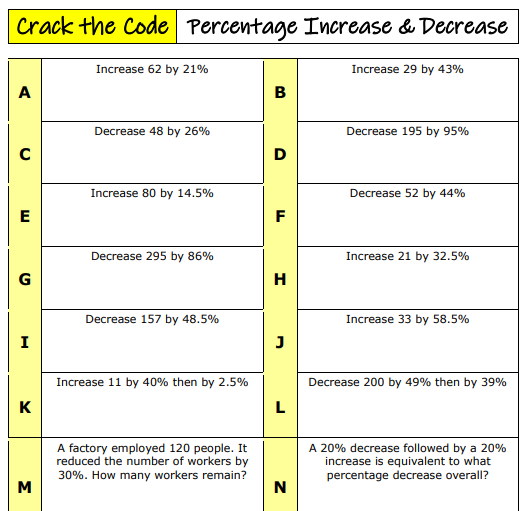 Crack the Code Percentage Increase & Decrease
A
Increase 62 by 21%
B
Increase 29 by 43%
C
Decrease 48 by 26%
D
Decrease 195 by 95%
E
Increase 80 by 14.5%
F
Decrease 52 by 44%
G
Decrease 295 by 86%
H
Increase 21 by 32.5%
I
Decrease 157 by 48.5%
J
Increase 33 by 58.5%
K
Increase 11 by 40% then by 2.5%
L
Decrease 200 by 49% then by 39%
M
A factory employed 120 people. It
reduced the number of workers by
30%. How many workers remain?
N
A 20% decrease followed by a 20%
increase is equivalent to what
percentage decrease overall?